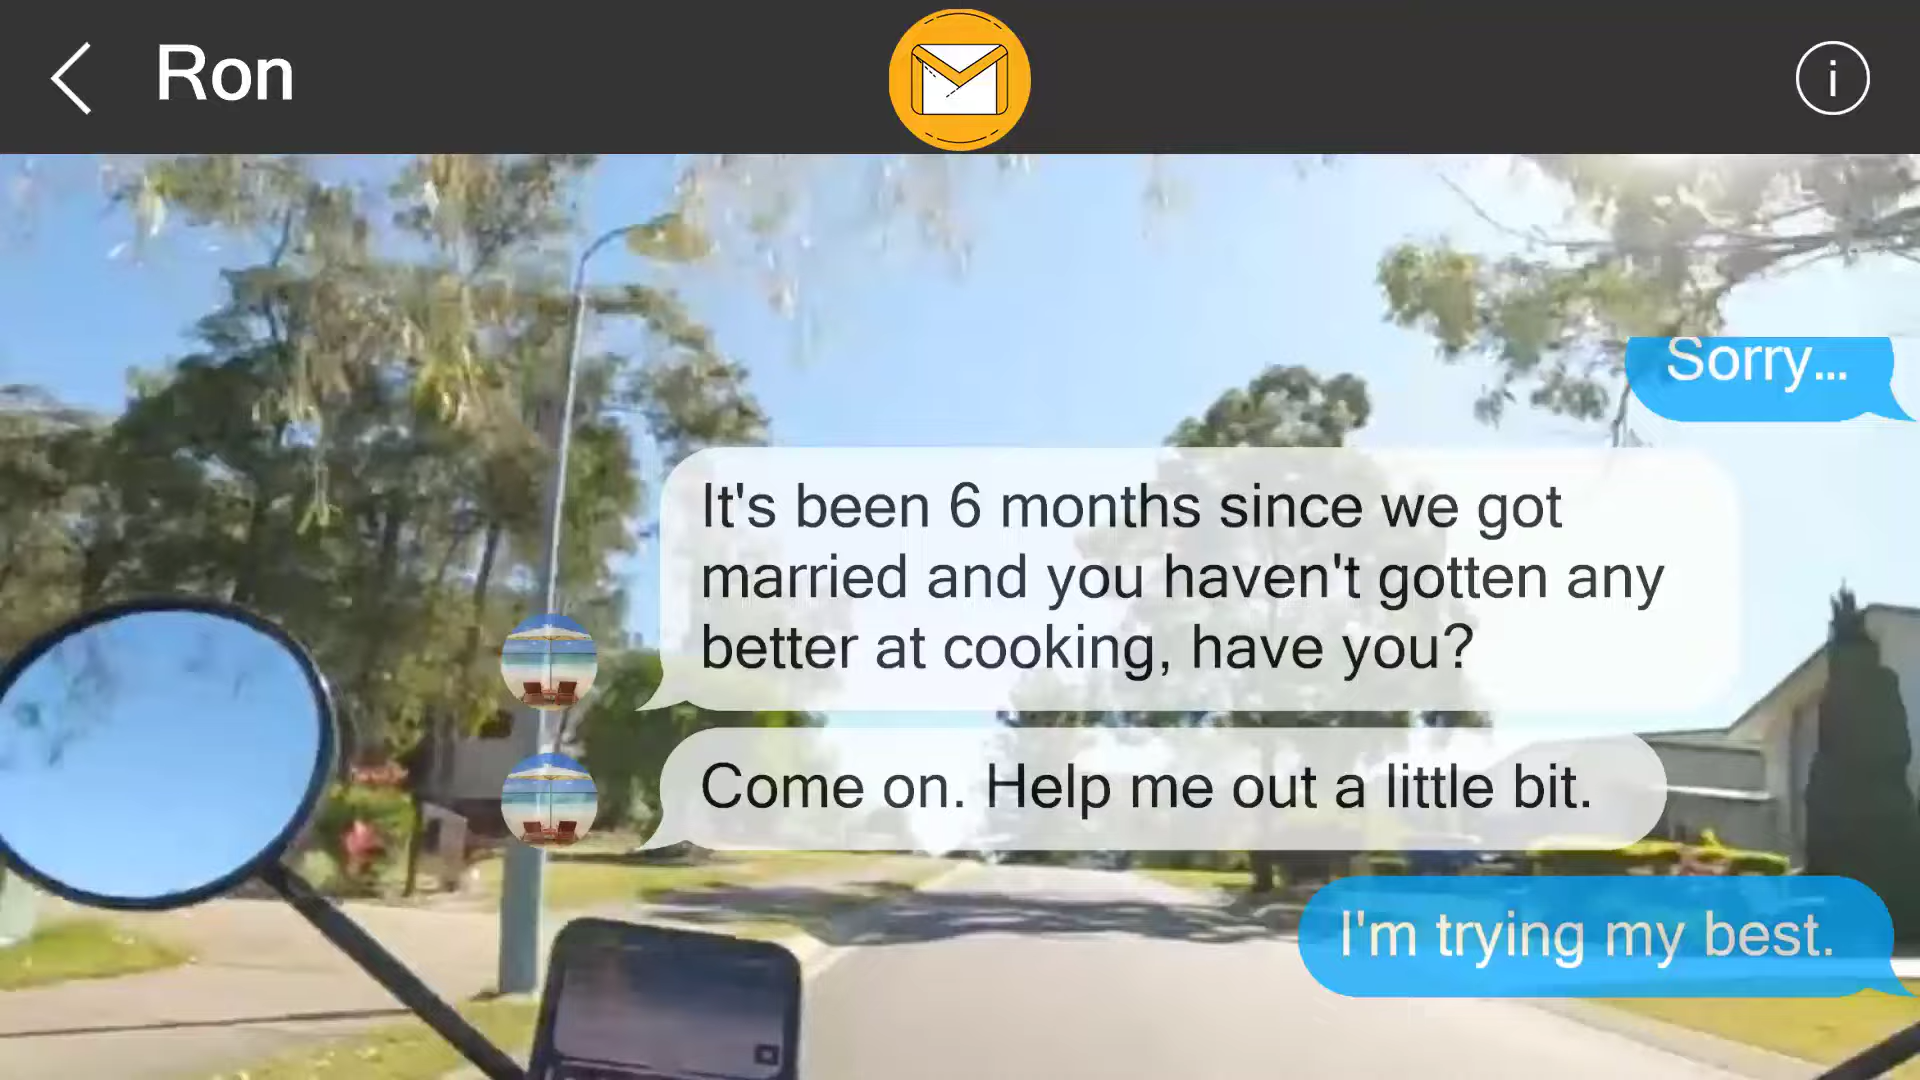 Ron
i
Sorry...
It's been 6 months since we got
married and you haven't gotten any
better at cooking, have you?
Come on. Help me out a little bit.
I'm trying my best.